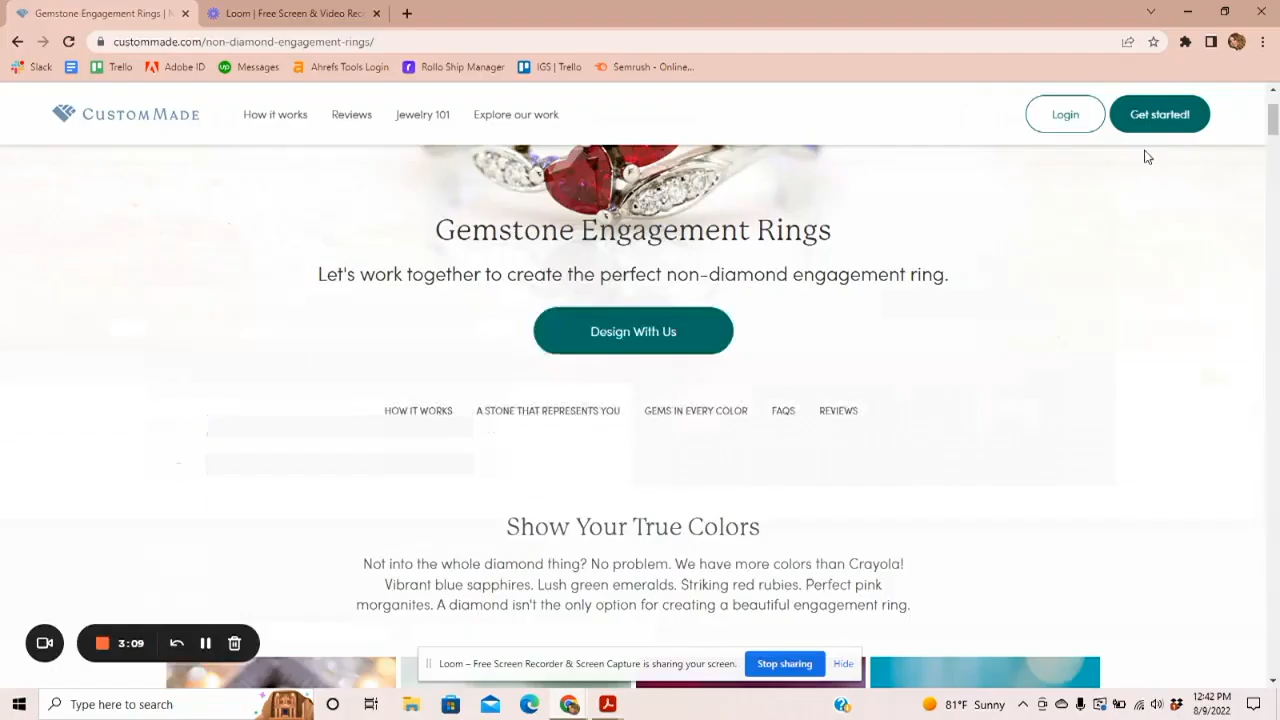 Gemstone Engagement Rings | N
Loom | Free Screen & Video Rec
custommade.com/non-diamond-engagement-rings/
Slack
Trello
Adobe ID
Messages
Ahrefs Tools Login
Rollo Ship Manager
IGS | Trello
Semrush - Online...
CUSTOMMADE
How it works
Reviews
Jewelry 101
Explore our work
Login
Get started!
Gemstone Engagement Rings
Let's work together to create the perfect non-diamond engagement ring.
Design With Us
HOW IT WORKS
A STONE THAT REPRESENTS YOU
GEMS IN EVERY COLOR
FAQS
REVIEWS
Show Your True Colors
Not into the whole diamond thing? No problem. We have more colors than Crayola!
Vibrant blue sapphires. Lush green emeralds. Striking red rubies. Perfect pink
morganites. A diamond isn't the only option for creating a beautiful engagement ring.
3:09
Loom – Free Screen Recorder & Screen Capture is sharing your screen.
Stop sharing
Hide
Type here to search
81°F Sunny
12:42 PM
8/9/2022